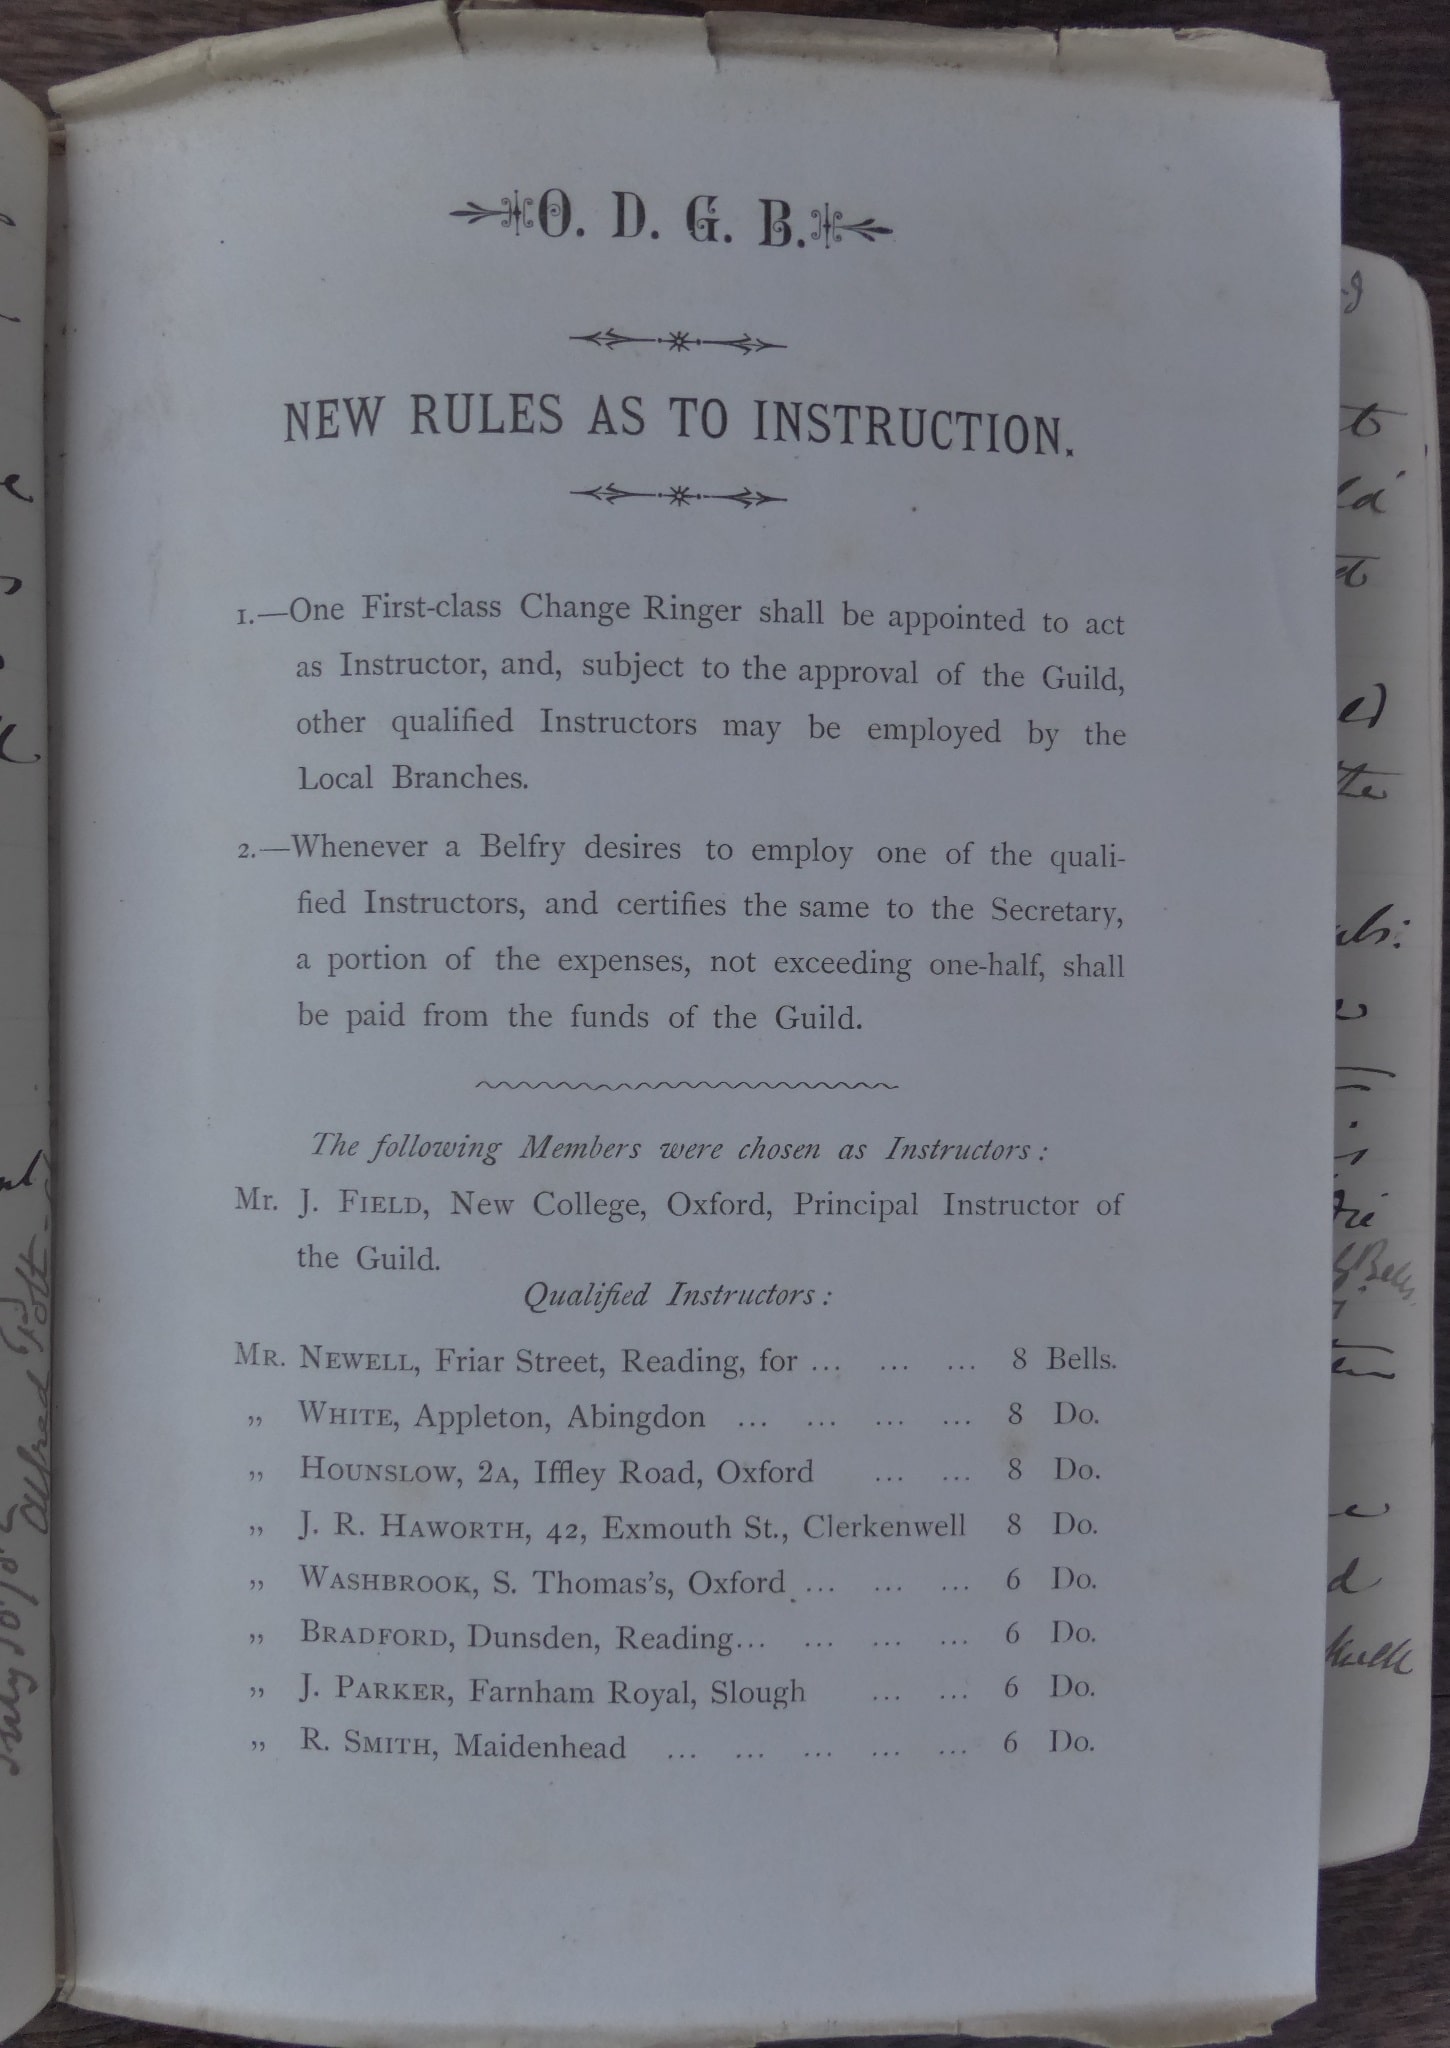 O. D. G. B.
NEW RULES AS TO INSTRUCTION.
1.—One First-class Change Ringer shall be appointed to act
as Instructor, and, subject to the approval of the Guild,
other qualified Instructors may be employed by the
Local Branches.
2.—Whenever a Belfry desires to employ one of the quali-
fied Instructors, and certifies the same to the Secretary,
a portion of the expenses, not exceeding one-half, shall
be paid from the funds of the Guild.
The following Members were chosen as Instructors :
Mr. J. FIELD, New College, Oxford, Principal Instructor of
the Guild.
Qualified Instructors :
MR. NEWELL, Friar Street, Reading, for ... ... ... 8 Bells.
„ WHITE, Appleton, Abingdon ... ... ... ... 8 Do.
„ HOUNSLOW, 2A, Iffley Road, Oxford ... ... 8 Do.
„ J. R. HAWORTH, 42, Exmouth St., Clerkenwell 8 Do.
„ WASHBROOK, S. Thomas's, Oxford ... ... ... 6 Do.
„ BRADFORD, Dunsden, Reading... ... ... ... 6 Do.
„ J. PARKER, Farnham Royal, Slough ... ... 6 Do.
„ R. SMITH, Maidenhead ... ... ... ... ... 6 Do.
Alfred Pott